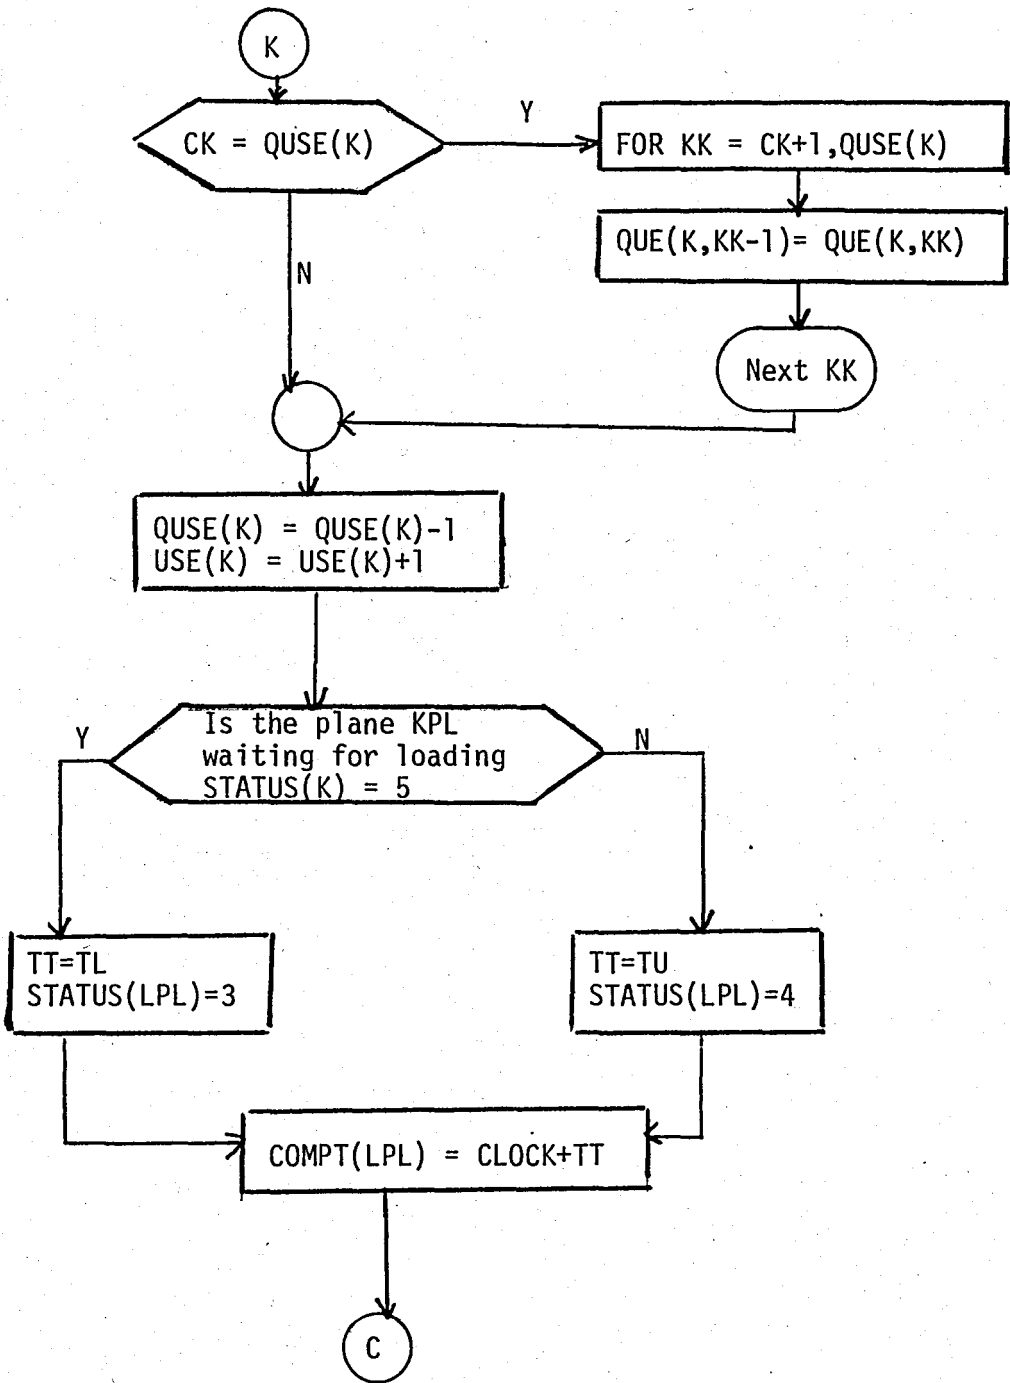 K
CK = QUSE(K)
Y
FOR KK = CK+1,QUSE(K)
QUE(K,KK-1)= QUE(K,KK)
N
Next KK
QUSE(K) = QUSE(K)-1
USE(K) = USE(K)+1
Is the plane KPL
waiting for loading
STATUS(K) = 5
Y
N
TT=TL
STATUS(LPL)=3
TT=TU
STATUS(LPL)=4
COMPT(LPL) = CLOCK+TT
C